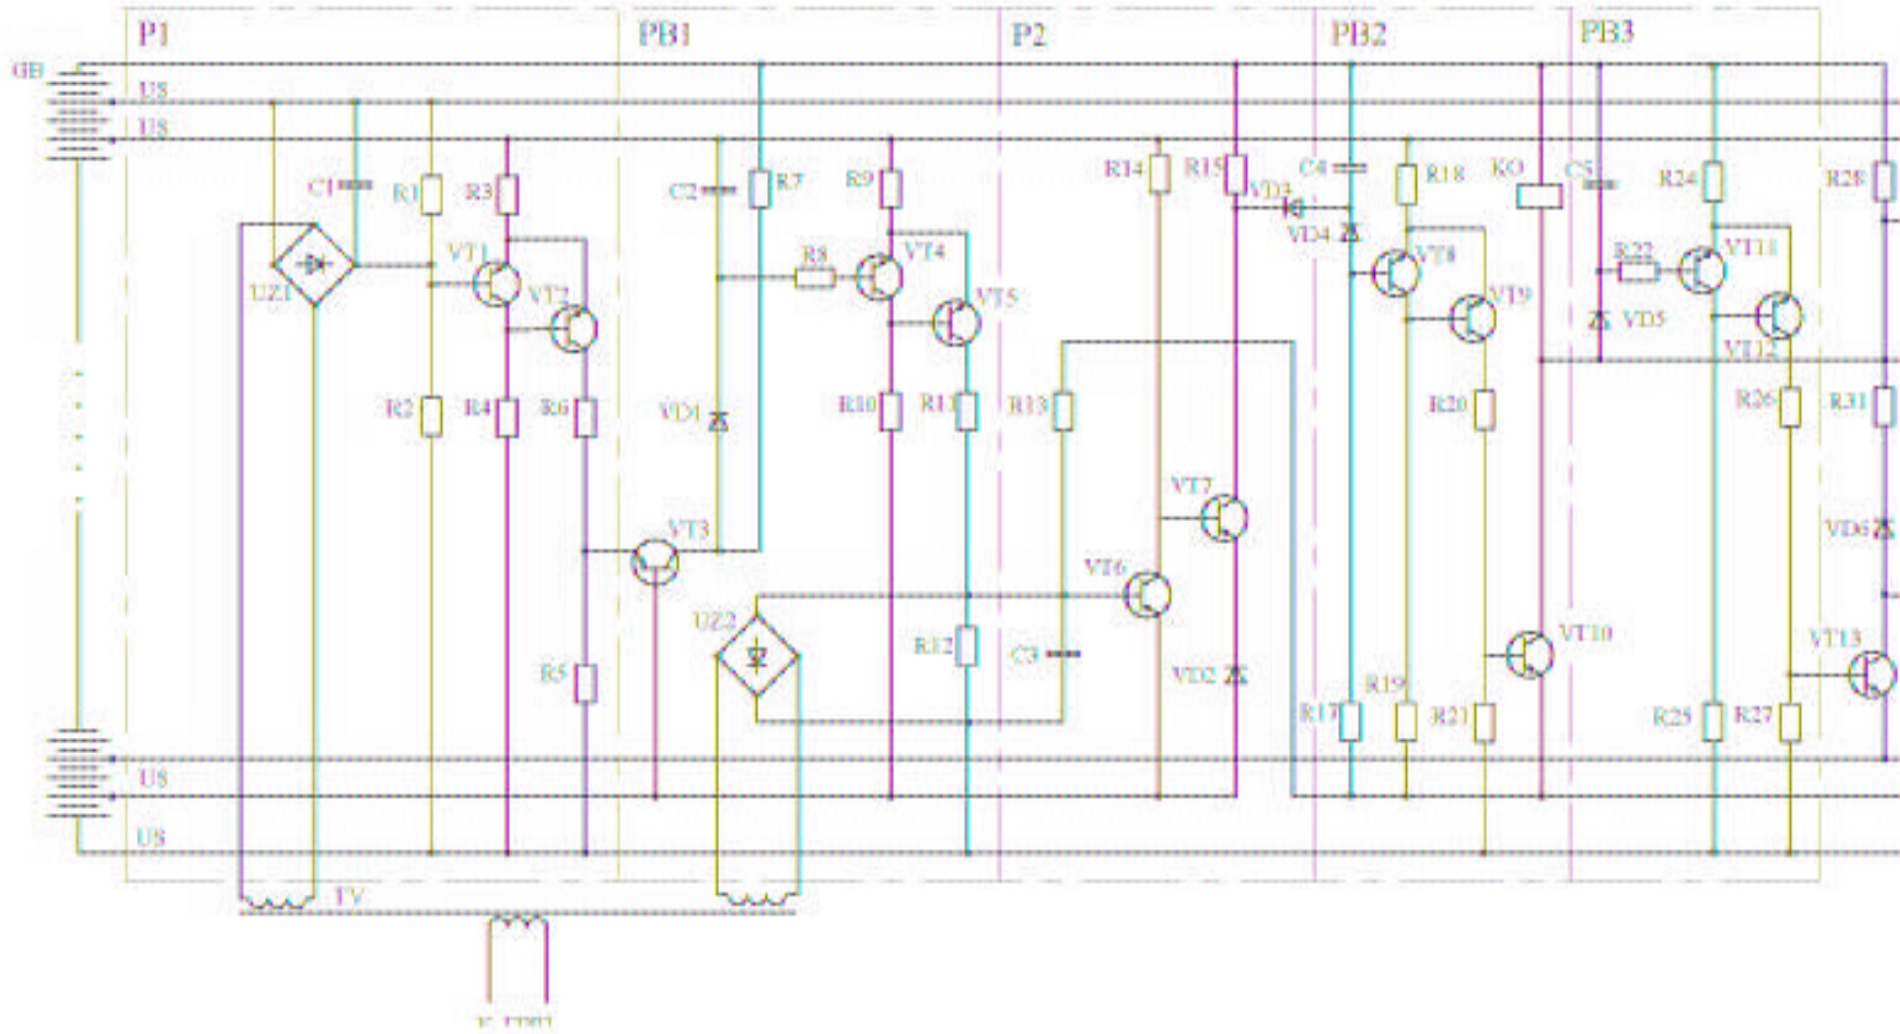 P1 PB1 P2 PB2 PB3
GB
US
US
C1 R1 R3 C2 R7 R9 R14 R15 C4 R18 KO C5 R24 R28
VD3
UZ1 VT1 VT2 R8 VT4 VT5 VD4 VT8 VT9 R22 VT11
VD5
VT12
R2 R4 R6 VD1 R10 R11 R13 R20 R26 R31
VT7
VT3 VD6
VT6
UZ2 R12 C3 VT10 VT13
R5 VD2
R19
R17 R21 R25 R27
US
US
TV